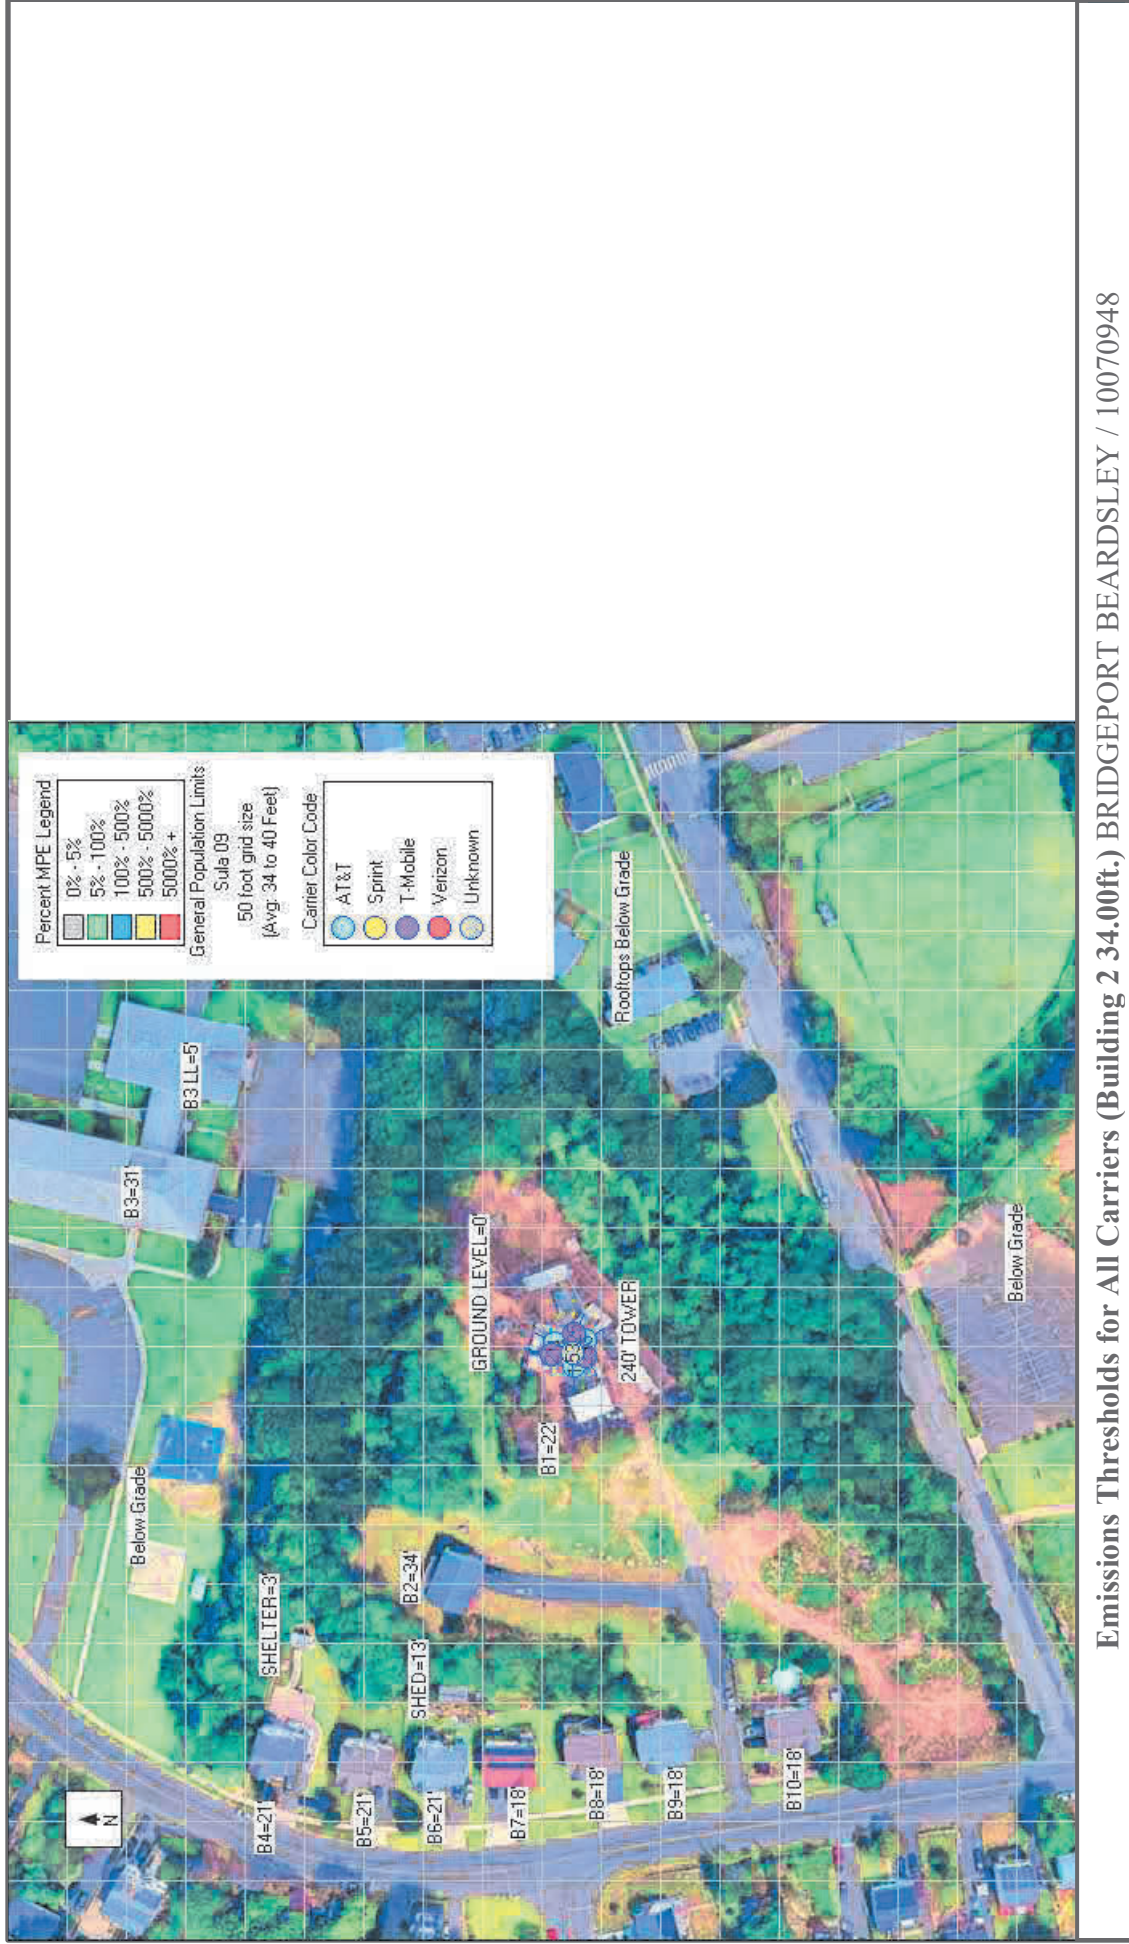 Percent MPE Legend
0% - 5%
5% - 100%
100% - 500%
500% - 5000%
5000% +
General Population Limits
Sula 09
50 foot grid size
(Avg: 34 to 40 Feet)
Carrier Color Code
AT&T
Sprint
T-Mobile
Verizon
Unknown
N
B3=31'
B3 LL=5'
Below Grade
SHELTER=3'
B4=21'
B5=21'
B6=21'
B7=18'
B8=18'
B9=18'
B10=18'
SHED=13'
B2=34'
B1=22'
GROUND LEVEL=0'
240' TOWER
Rooftops Below Grade
Below Grade
Emissions Thresholds for All Carriers (Building 2 34.00ft.) BRIDGEPORT BEARDSLEY / 10070948